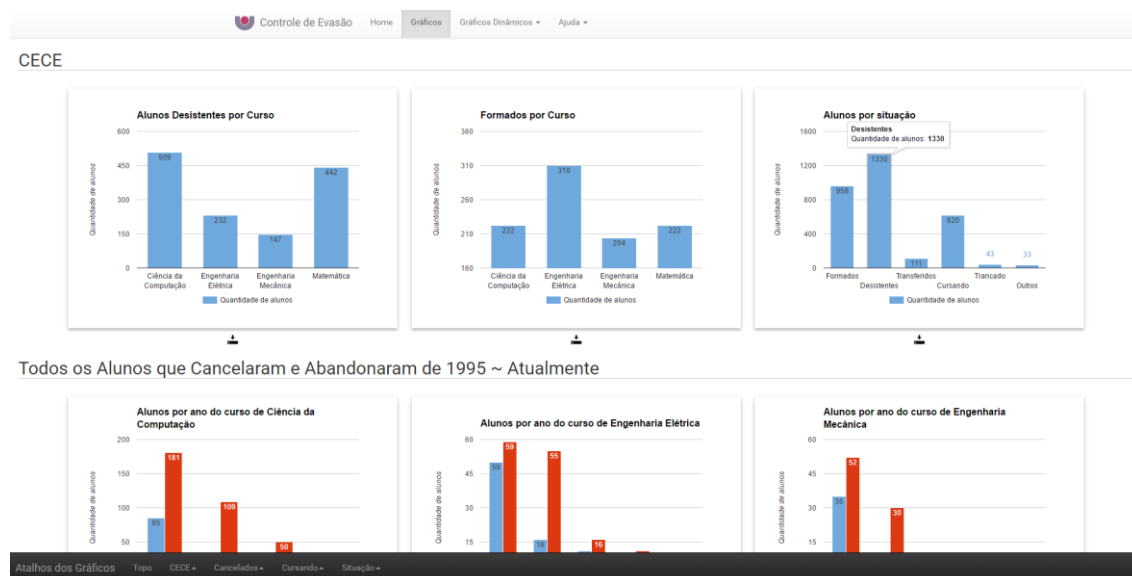 Controle de Evasão Home Gráficos Gráficos Dinâmicos Ajuda
CECE
Alunos Desistentes por Curso
600
450
300
150
0
Quantidade de alunos
509
232
147
442
Ciência da Computação
Engenharia Elétrica
Engenharia Mecânica
Matemática
Quantidade de alunos
Formados por Curso
360
310
260
210
160
Quantidade de alunos
222
310
204
222
Ciência da Computação
Engenharia Elétrica
Engenharia Mecânica
Matemática
Quantidade de alunos
Alunos por situação
Desistentes
Quantidade de alunos: 1330
1600
1200
800
400
0
Quantidade de alunos
958
1330
111
620
43
33
Formados
Desistentes
Transferidos
Cursando
Trancado
Outros
Quantidade de alunos
Todos os Alunos que Cancelaram e Abandonaram de 1995 ~ Atualmente
Alunos por ano do curso de Ciência da
Computação
200
150
100
50
Quantidade de alunos
85
181
109
50
Alunos por ano do curso de Engenharia Elétrica
60
45
30
15
Quantidade de alunos
50
59
16
55
16
Alunos por ano do curso de Engenharia
Mecânica
60
45
30
15
Quantidade de alunos
35
52
30
Atalhos dos Gráficos Topo CECE Cancelados Cursando Situação